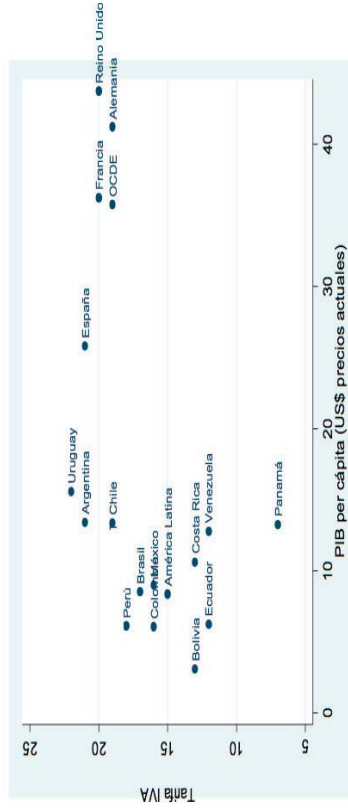 Tarifa IVA
25
20
15
10
5
Reino Unido
Alemania
Francia
OCDE
España
Uruguay
Argentina
Chile
Perú
Brasil
Colombia
México
América Latina
Costa Rica
Venezuela
Ecuador
Bolivia
Panamá
0
10
20
30
40
PIB per cápita (US$ precios actuales)